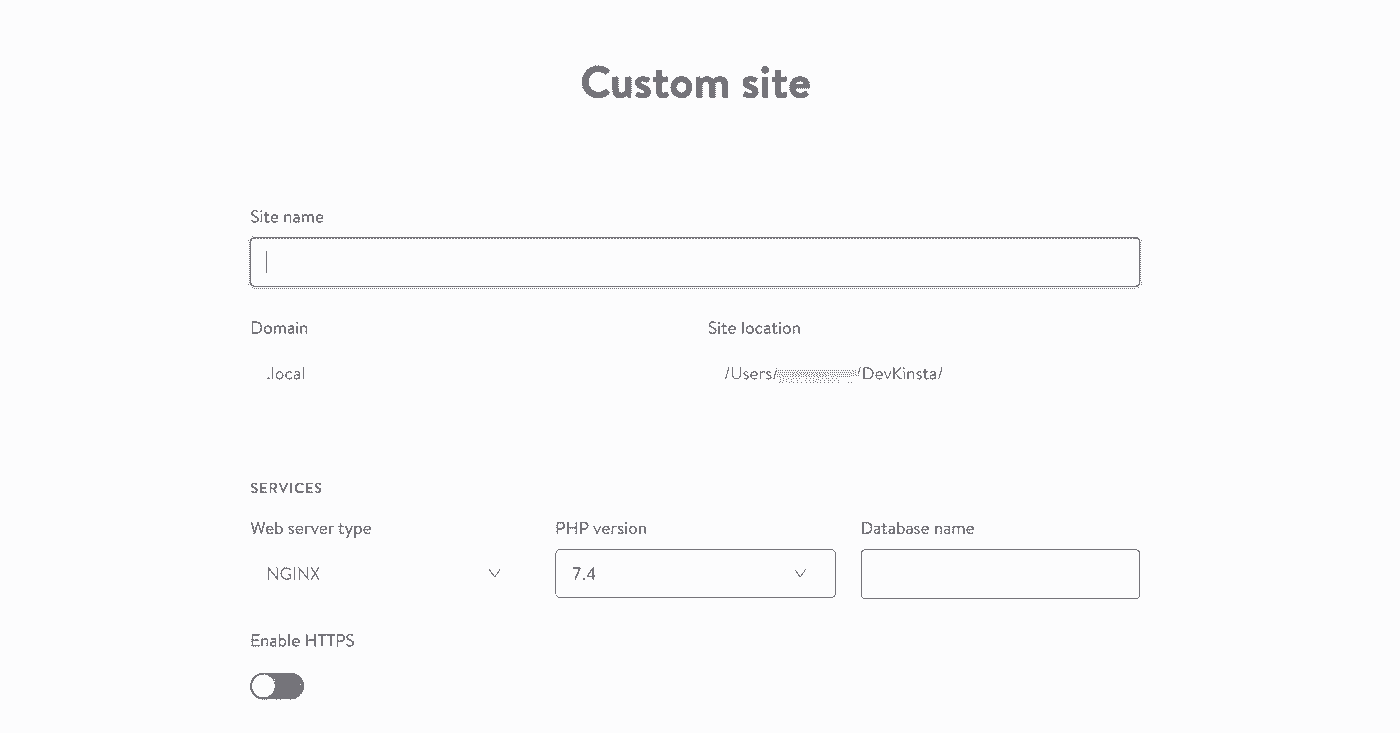 Custom site
Site name
Domain Site location
.local /Users/ /DevKinsta/
SERVICES
Web server type PHP version Database name
NGINX 7.4
Enable HTTPS